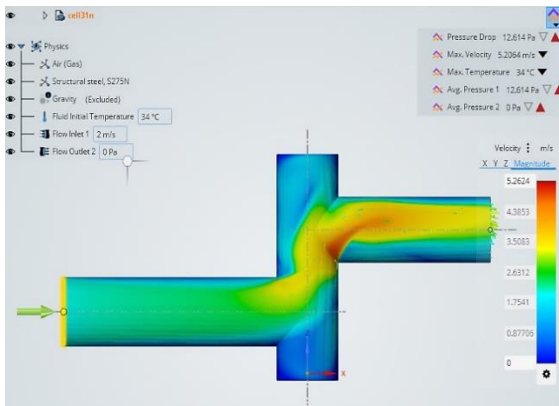 cell31n
Physics
Air (Gas)
Structural steel, S275N
Gravity (Excluded)
Fluid Initial Temperature 34 °C
Flow Inlet 1 2 m/s
Flow Outlet 2 0 Pa
Pressure Drop 12.614 Pa
Max. Velocity 5.2064 m/s
Max. Temperature 34 °C
Avg. Pressure 1 12,614 Pa
Avg. Pressure 2 0 Pa
Velocity m/s
X Y Z Magnitude
5.2624
4.3853
3.5083
2.6312
1.7541
0.87706
0
X